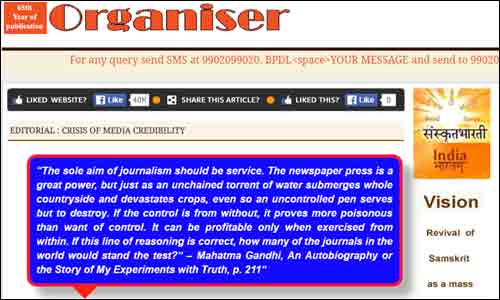 65th
Year of
publication
Organiser
For any query send SMS at 9902099020. BPDL<space>YOUR MESSAGE and send to 99020
LIKED WEBSITE? Like 40K SHARE THIS ARTICLE? LIKED THIS? Like 0
EDITORIAL : CRISIS OF MEDIA CREDIBILITY
"The sole aim of journalism should be service. The newspaper press is a
great power, but just as an unchained torrent of water submerges whole
countryside and devastates crops, even so an uncontrolled pen serves
but to destroy. If the control is from without, it proves more poisonous
than want of control. It can be profitable only when exercised from
within. If this line of reasoning is correct, how many of the journals in the
world would stand the test?" – Mahatma Gandhi, An Autobiography or
the Story of My Experiences with Truth, p. 211"
संस्कृतभारती
India
भारतम्
Vision
Revival of
Samskrit
as a mass